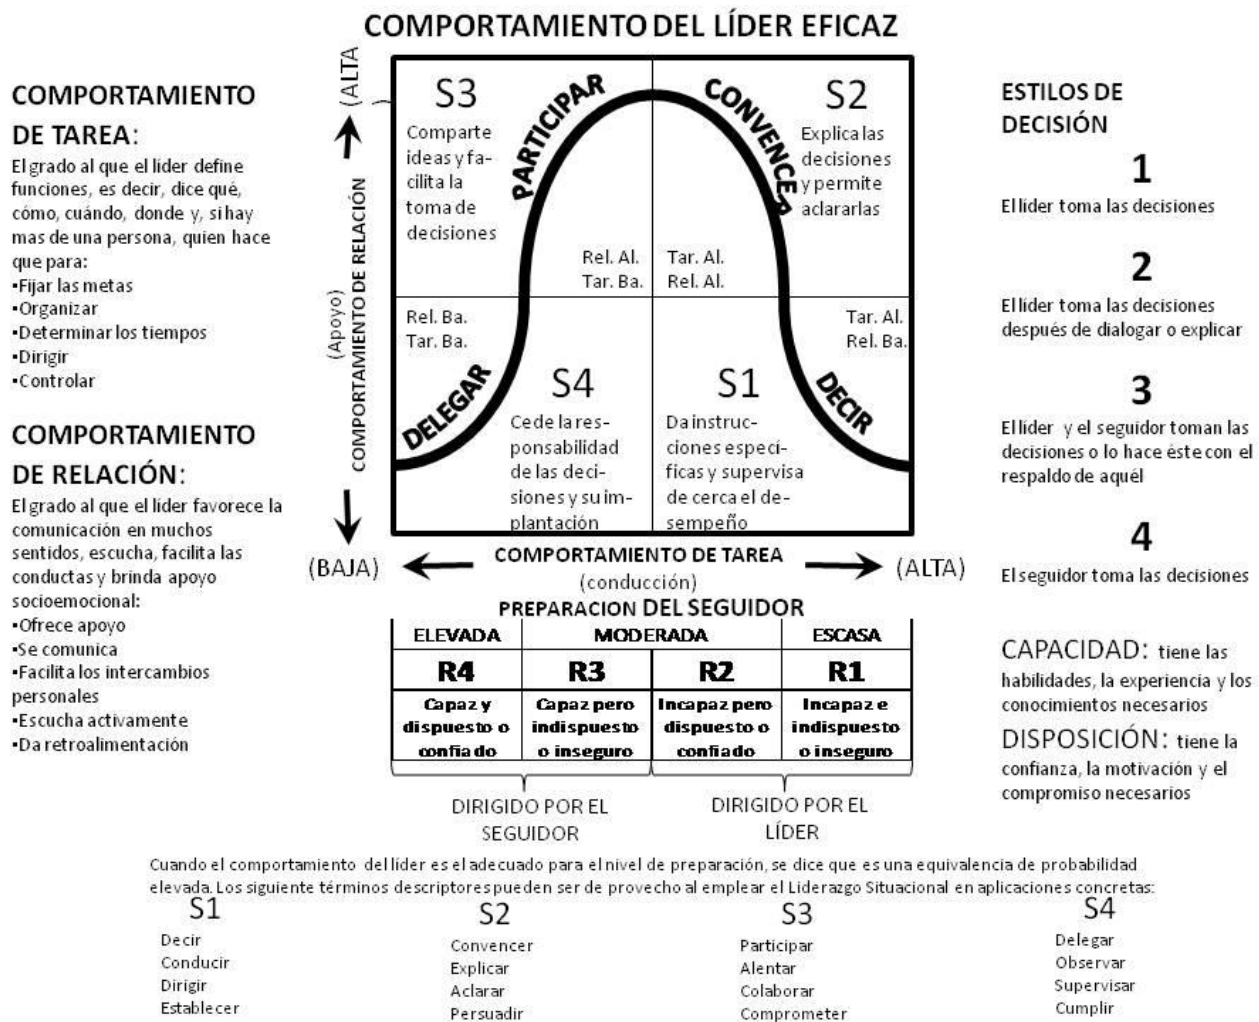 COMPORTAMIENTO DEL LÍDER EFICAZ
COMPORTAMIENTO
DE TAREA:
El grado al que el líder define
funciones, es decir, dice qué,
cómo, cuándo, donde y, si hay
mas de una persona, quien hace
que para:
▪Fijar las metas
▪Organizar
▪Determinar los tiempos
▪Dirigir
▪Controlar
COMPORTAMIENTO
DE RELACIÓN:
El grado al que el líder favorece la
comunicación en muchos
sentidos, escucha, facilita las
conductas y brinda apoyo
socioemocional:
▪Ofrece apoyo
▪Se comunica
▪Facilita los intercambios
personales
▪Escucha activamente
▪Da retroalimentación
(ALTA
(Apoyo)
COMPORTAMIENTO DE RELACIÓN
(BAJA)
S3
Comparte
ideas y fa-
cilita la
toma de
decisiones
PARTICIPAR
Rel. Al.
Tar. Ba.
CONVENCER
S2
Explica las
decisiones
y permite
aclararlas
Tar. Al.
Rel. Al.
Rel. Ba.
Tar. Ba.
DELEGAR
S4
Cede la res-
ponsabilidad
de las deci-
siones y su im-
plantación
S1
Da instruc-
ciones especí-
ficas y supervisa
de cerca el de-
sempeño
Tar. Al.
Rel. Ba.
DECIR
COMPORTAMIENTO DE TAREA
(conducción)
(ALTA)
PREPARACION DEL SEGUIDOR
ELEVADA MODERADA ESCASA
R4 R3 R2 R1
Capaz y Capaz pero Incapaz pero Incapaz e
dispuesto o indispuesto dispuesto o indispuesto
confiado o inseguro confiado o inseguro
DIRIGIDO POR EL
SEGUIDOR
DIRIGIDO POR EL
LÍDER
ESTILOS DE
DECISIÓN
1
El líder toma las decisiones
2
El líder toma las decisiones
después de dialogar o explicar
3
El líder y el seguidor toman las
decisiones o lo hace éste con el
respaldo de aquél
4
El seguidor toma las decisiones
CAPACIDAD: tiene las
habilidades, la experiencia y los
conocimientos necesarios
DISPOSICIÓN: tiene la
confianza, la motivación y el
compromiso necesarios
Cuando el comportamiento del líder es el adecuado para el nivel de preparación, se dice que es una equivalencia de probabilidad
elevada. Los siguiente términos descriptores pueden ser de provecho al emplear el Liderazgo Situacional en aplicaciones concretas:
S1
Decir
Conducir
Dirigir
Establecer
S2
Convencer
Explicar
Aclarar
Persuadir
S3
Participar
Alentar
Colaborar
Comprometer
S4
Delegar
Observar
Supervisar
Cumplir